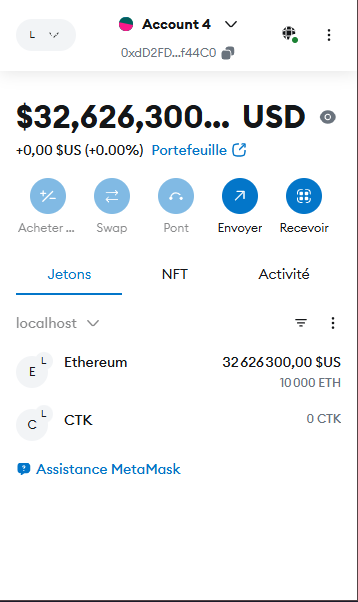 L
Account 4
0xdD2FD...f44C0
$32,626,300... USD
+0,00 $US (+0.00%) Portefeuille
Acheter ... Swap Pont Envoyer Recevoir
Jetons NFT Activité
localhost
E L Ethereum 32 626 300,00 $US
10 000 ETH
C L CTK 0 CTK
Assistance MetaMask